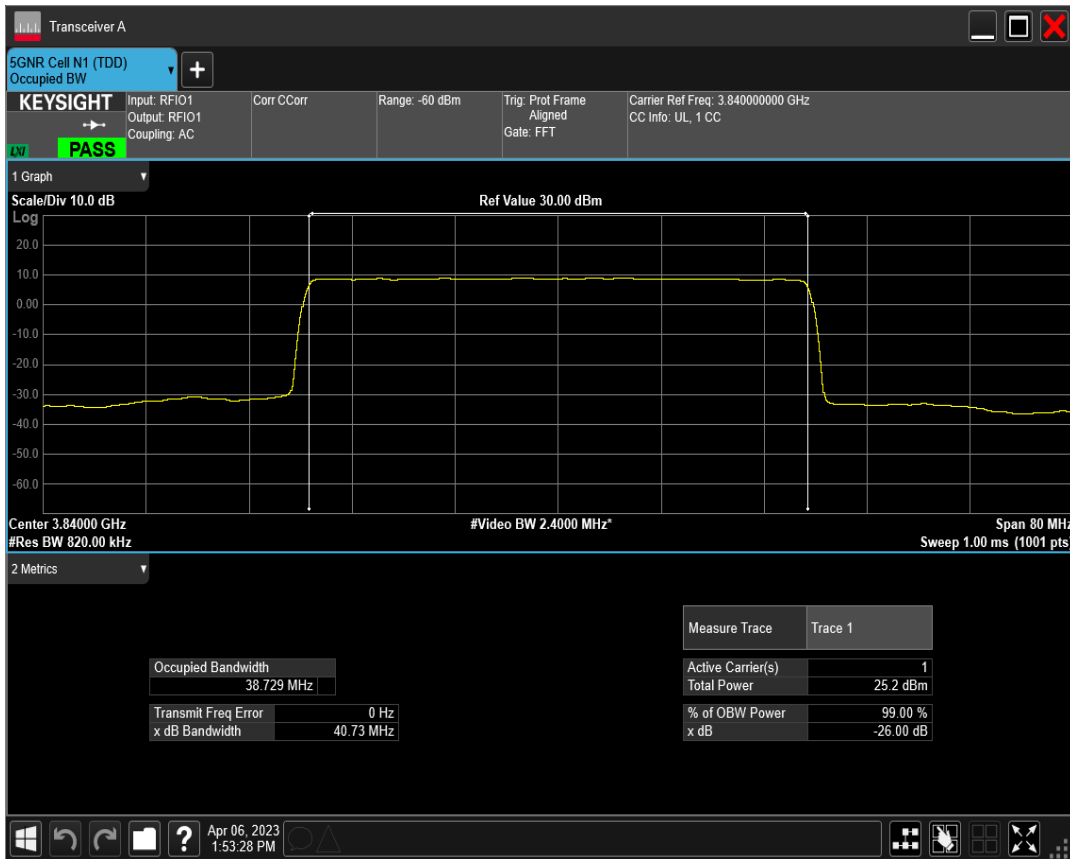 Transceiver A
5GNR Cell N1 (TDD)
Occupied BW
+
KEYSIGHT
LXI
PASS
Input: RFIO1
Output: RFIO1
Coupling: AC
Corr CCorr
Range: -60 dBm
Trig: Prot Frame
Aligned
Gate: FFT
Carrier Ref Freq: 3.840000000 GHz
CC Info: UL, 1 CC
1 Graph
Scale/Div 10.0 dB
Ref Value 30.00 dBm
Log
20.0
10.0
0.00
-10.0
-20.0
-30.0
-40.0
-50.0
-60.0
Center 3.84000 GHz
#Video BW 2.4000 MHz*
Span 80 MHz
#Res BW 820.00 kHz
Sweep 1.00 ms (1001 pts)
2 Metrics
Measure Trace Trace 1
Occupied Bandwidth
38.729 MHz
Active Carrier(s) 1
Total Power 25.2 dBm
Transmit Freq Error 0 Hz
x dB Bandwidth 40.73 MHz
% of OBW Power 99.00 %
x dB -26.00 dB
?
Apr 06, 2023
1:53:28 PM